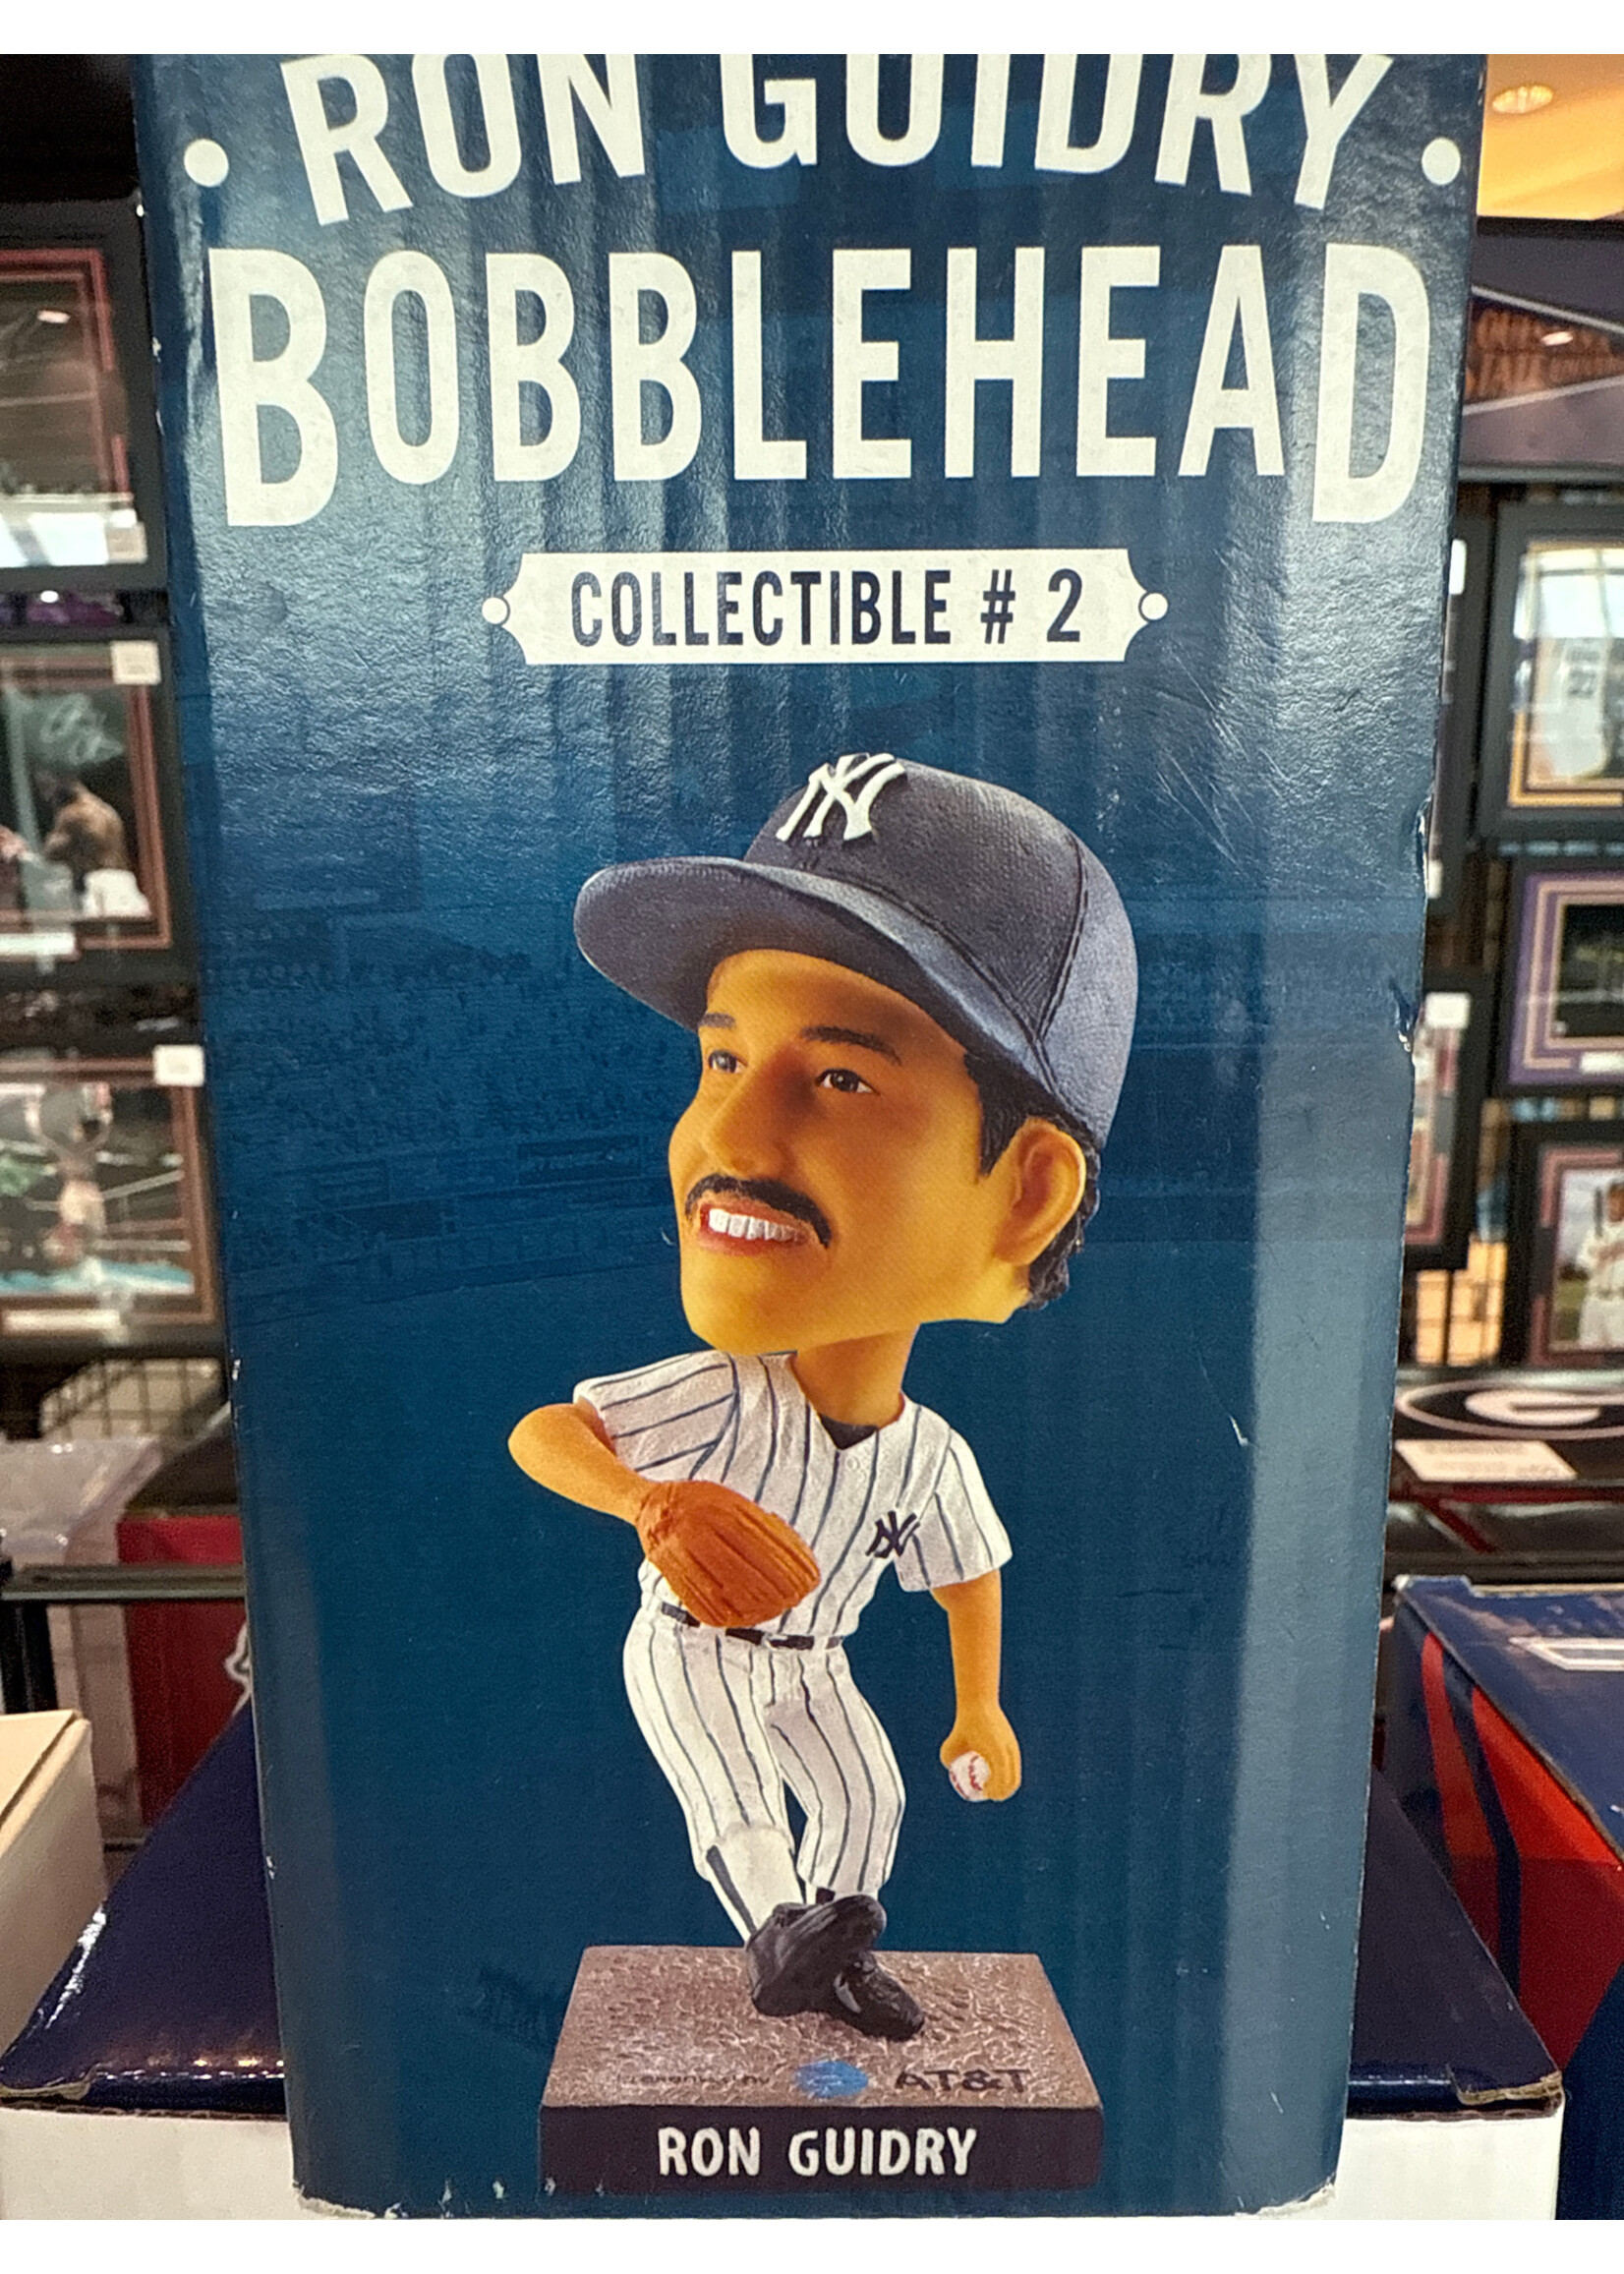 • RON GUIDRY •
BOBBLEHEAD
COLLECTIBLE # 2
NY
NY
AT&T
RON GUIDRY